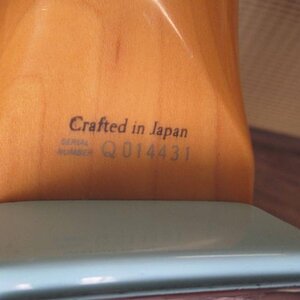 Crafted in Japan
SERIAL
NUMBER Q014431